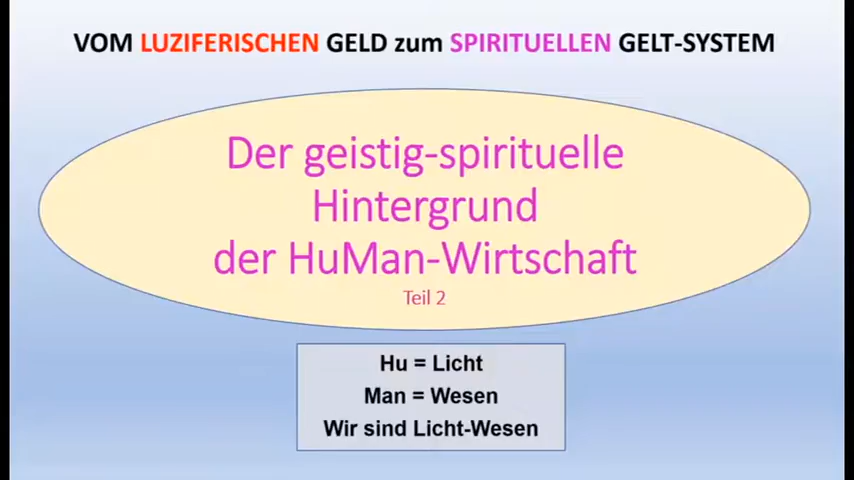 VOM LUZIFERISCHEN GELD zum SPIRITUELLEN GELT-SYSTEM
Der geistig-spirituelle
Hintergrund
der HuMan-Wirtschaft
Teil 2
Hu = Licht
Man = Wesen
Wir sind Licht-Wesen